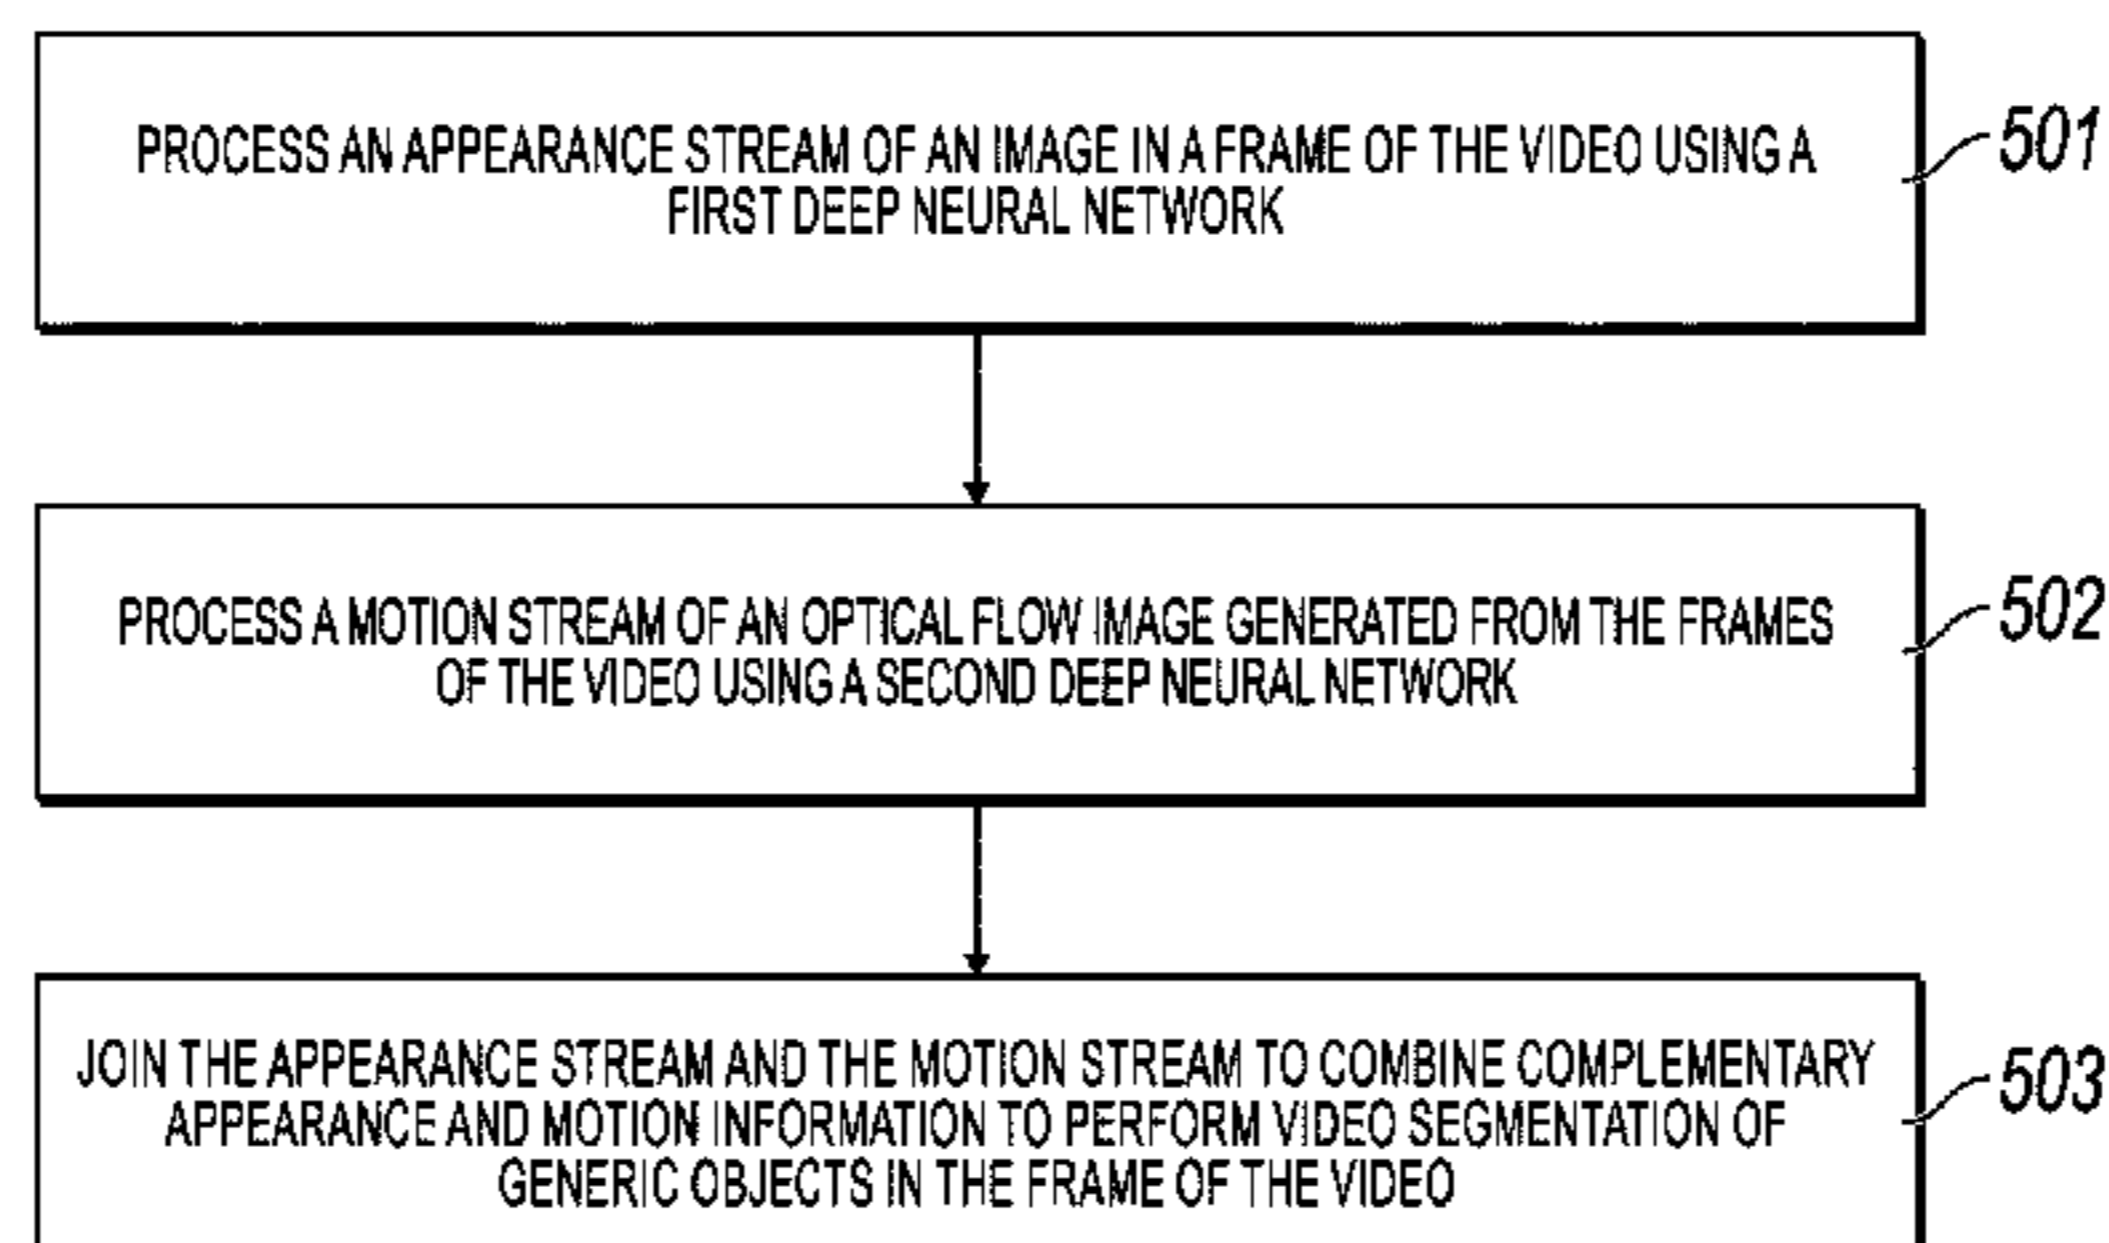 PROCESS AN APPEARANCE STREAM OF AN IMAGE IN A FRAME OF THE VIDEO USING A
FIRST DEEP NEURAL NETWORK
501
PROCESS A MOTION STREAM OF AN OPTICAL FLOW IMAGE GENERATED FROM THE FRAMES
OF THE VIDEO USING A SECOND DEEP NEURAL NETWORK
502
JOIN THE APPEARANCE STREAM AND THE MOTION STREAM TO COMBINE COMPLEMENTARY
APPEARANCE AND MOTION INFORMATION TO PERFORM VIDEO SEGMENTATION OF
GENERIC OBJECTS IN THE FRAME OF THE VIDEO
503